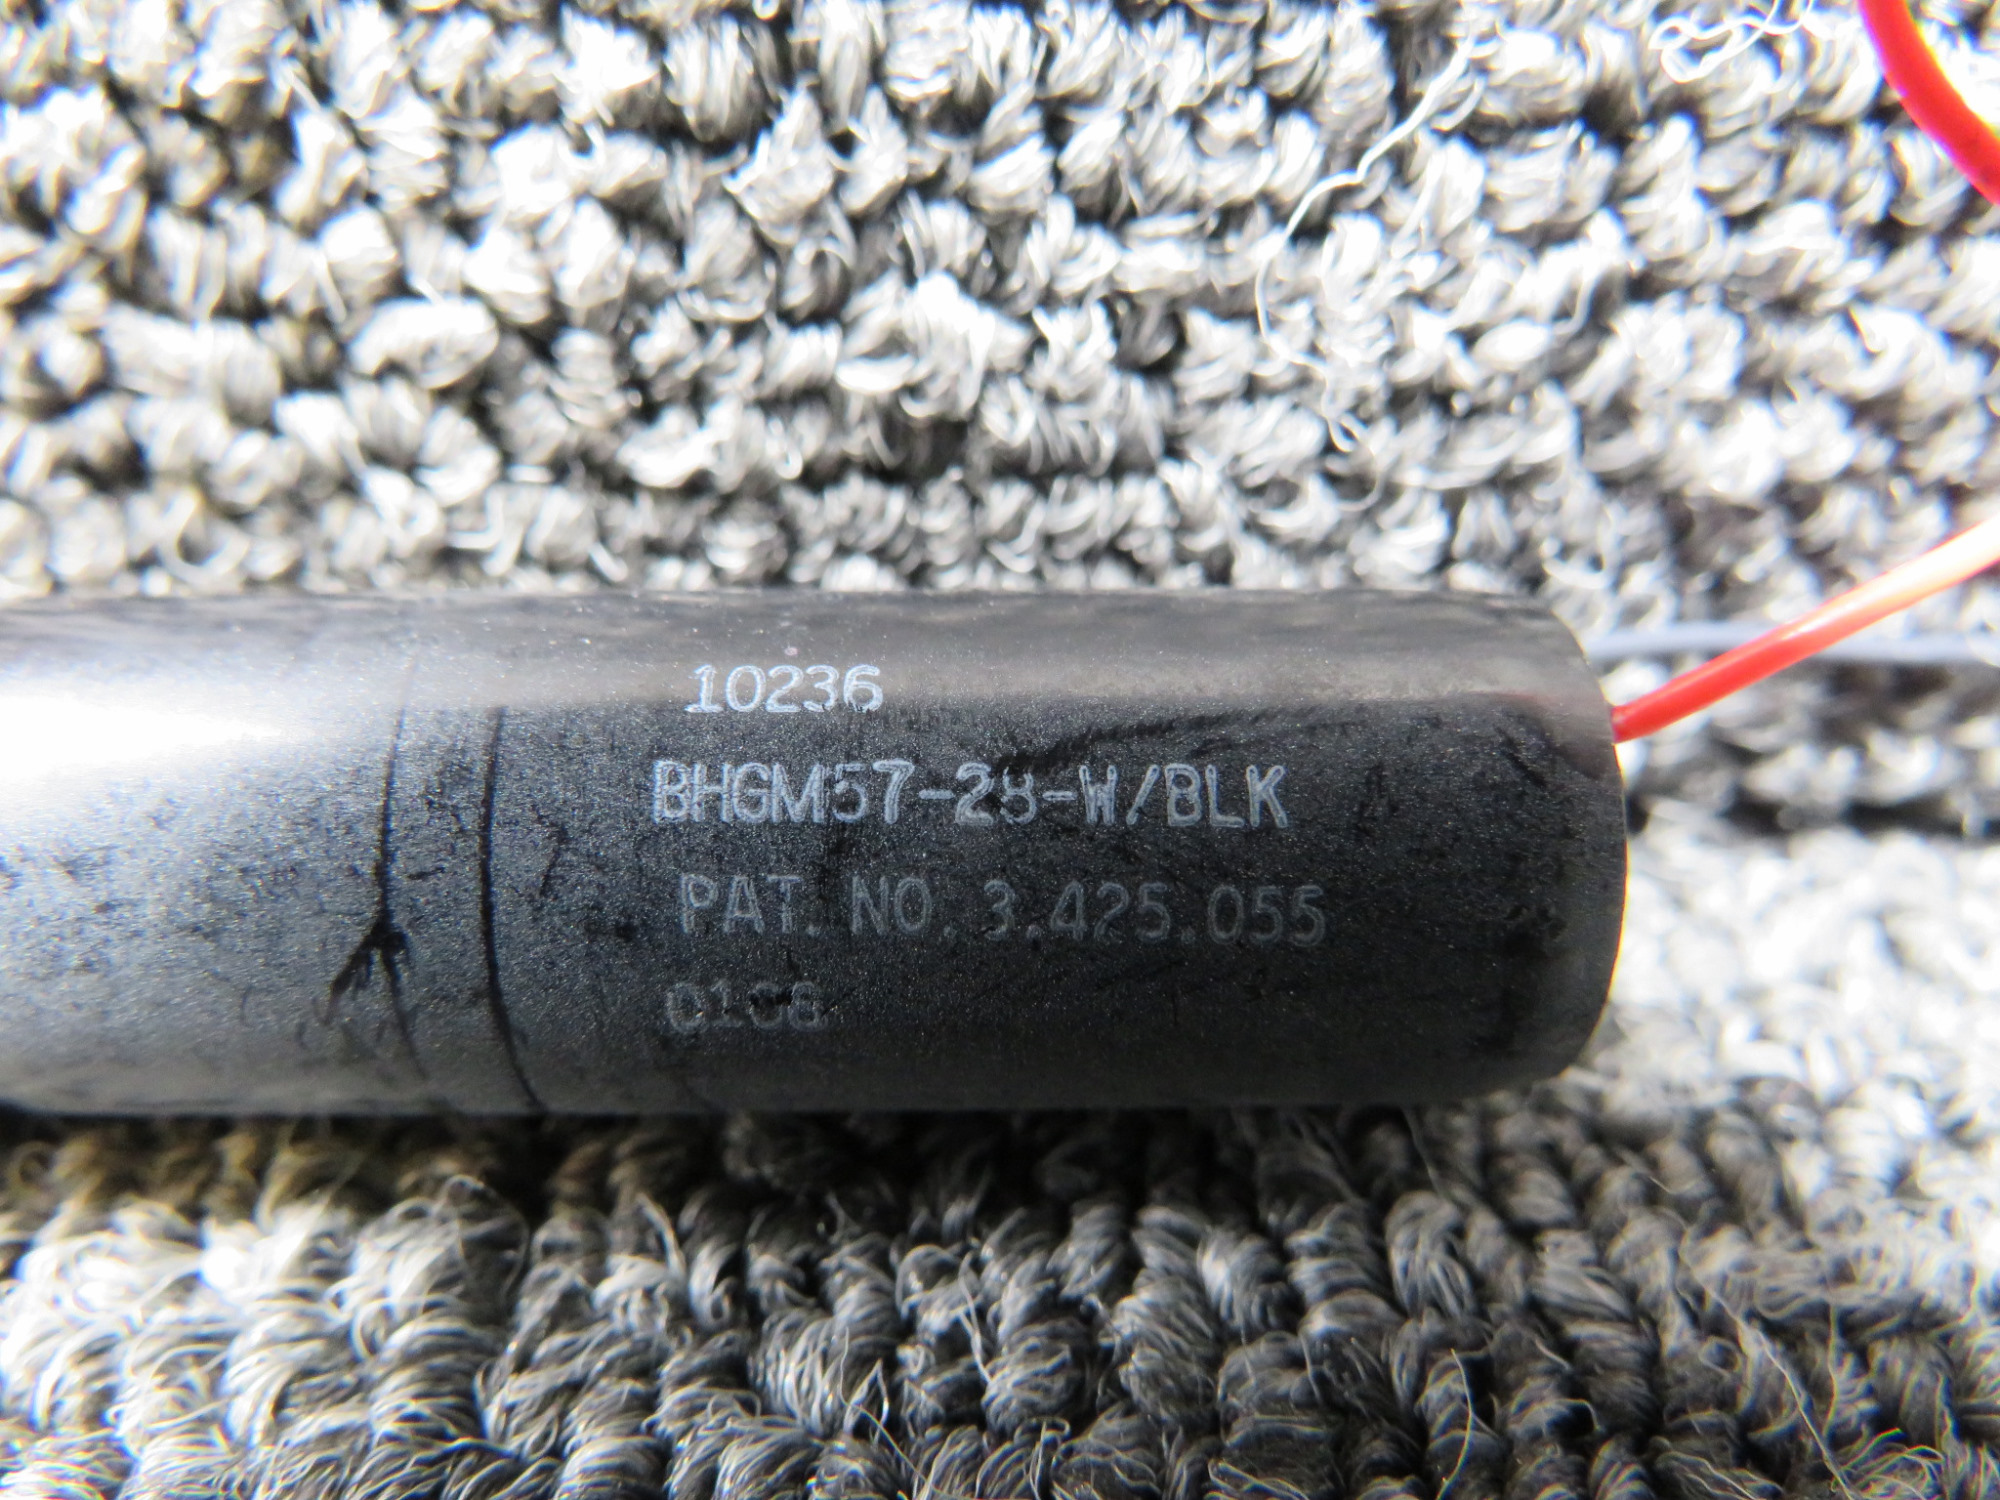 10236
BHGM57-28-W/BLK
PAT. NO. 3.425.055
0108